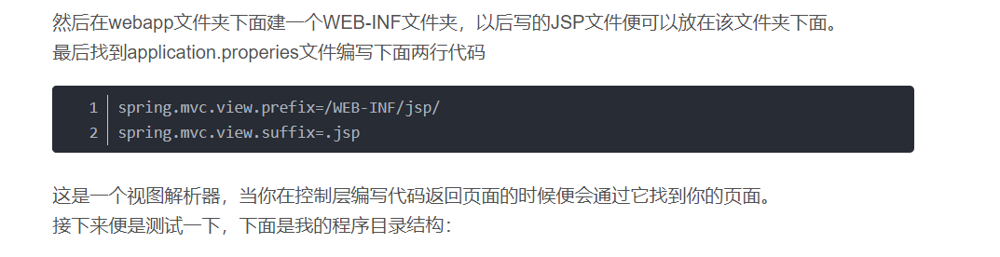 然后在webapp文件夹下面建一个WEB-INF文件夹，以后写的JSP文件便可以放在该文件夹下面。
最后找到application.properies文件编写下面两行代码
1 spring.mvc.view.prefix=/WEB-INF/jsp/
2 spring.mvc.view.suffix=.jsp
这是一个视图解析器，当你在控制层编写代码返回页面的时候便会通过它找到你的页面。
接下来便是测试一下，下面是我的程序目录结构：